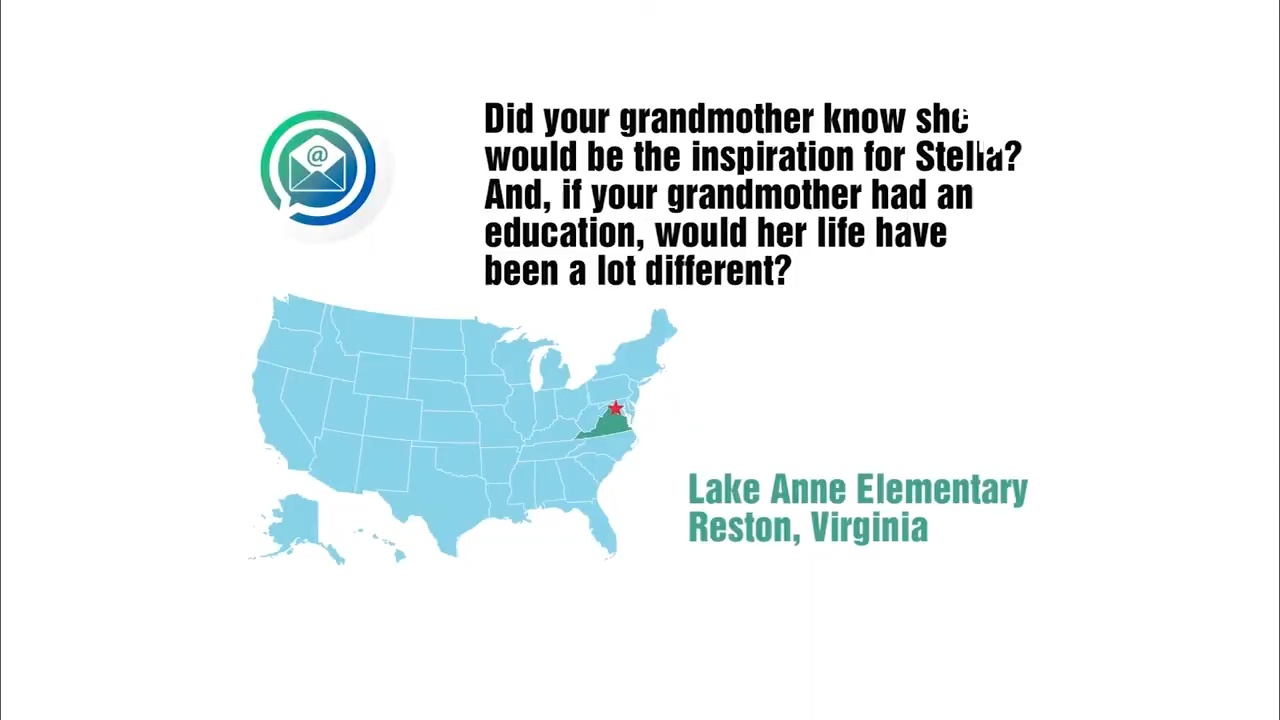 @
Did your grandmother know she
would be the inspiration for Stella?
And, if your grandmother had an
education, would her life have
been a lot different?
Lake Anne Elementary
Reston, Virginia